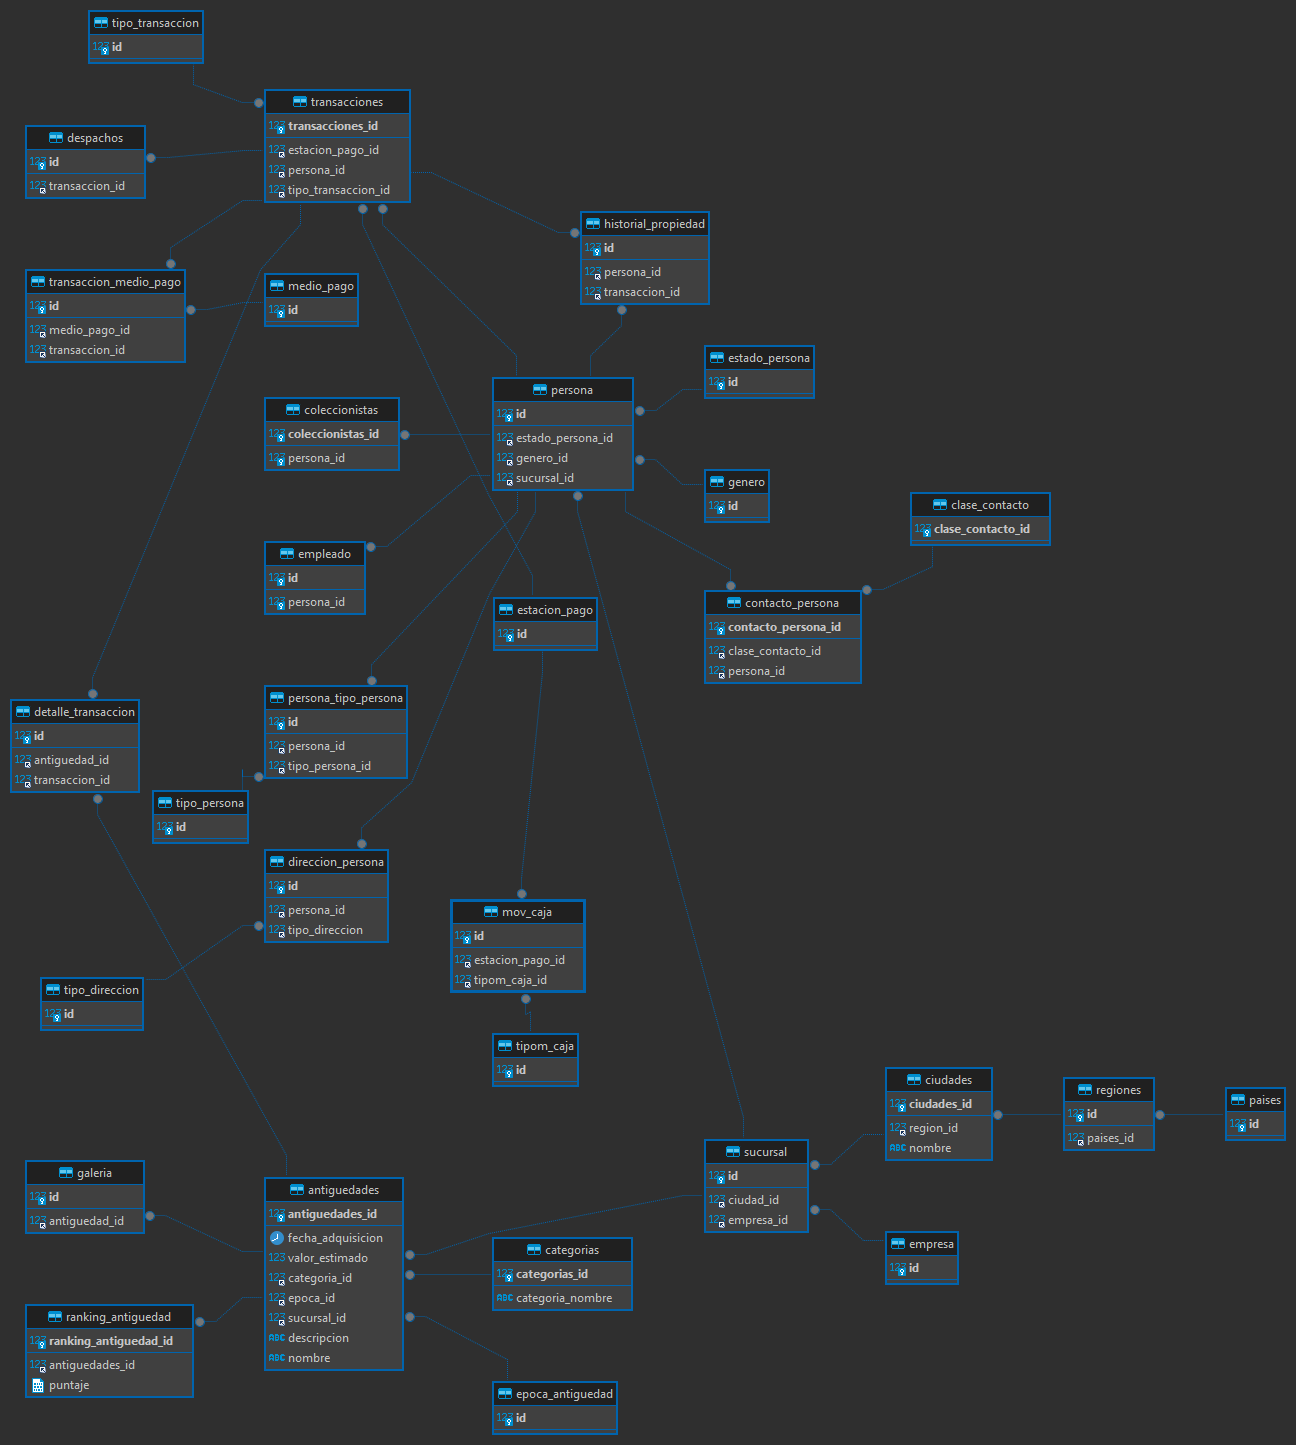 tipo_transaccion
123 id
transacciones
123 transacciones_id
123 estacion_pago_id
123 persona_id
123 tipo_transaccion_id
despachos
123 id
123 transaccion_id
historial_propiedad
123 id
123 persona_id
123 transaccion_id
transaccion_medio_pago
123 id
123 medio_pago_id
123 transaccion_id
medio_pago
123 id
estado_persona
123 id
persona
123 id
123 estado_persona_id
123 genero_id
123 sucursal_id
coleccionistas
123 coleccionistas_id
123 persona_id
genero
123 id
clase_contacto
123 clase_contacto_id
empleado
123 id
123 persona_id
estacion_pago
123 id
contacto_persona
123 contacto_persona_id
123 clase_contacto_id
123 persona_id
persona_tipo_persona
123 id
123 persona_id
123 tipo_persona_id
detalle_transaccion
123 id
123 antiguedad_id
123 transaccion_id
tipo_persona
123 id
direccion_persona
123 id
123 persona_id
123 tipo_direccion
mov_caja
123 id
123 estacion_pago_id
123 tipom_caja_id
tipo_direccion
123 id
tipom_caja
123 id
ciudades
123 ciudades_id
123 region_id
ABC nombre
regiones
123 id
123 paises_id
paises
123 id
sucursal
123 id
123 ciudad_id
123 empresa_id
galeria
123 id
123 antiguedad_id
antiguedades
123 antiguedades_id
fecha_adquisicion
123 valor_estimado
123 categoria_id
123 epoca_id
123 sucursal_id
ABC descripcion
ABC nombre
categorias
123 categorias_id
ABC categoria_nombre
empresa
123 id
ranking_antiguedad
123 ranking_antiguedad_id
123 antiguedades_id
puntaje
epoca_antiguedad
123 id